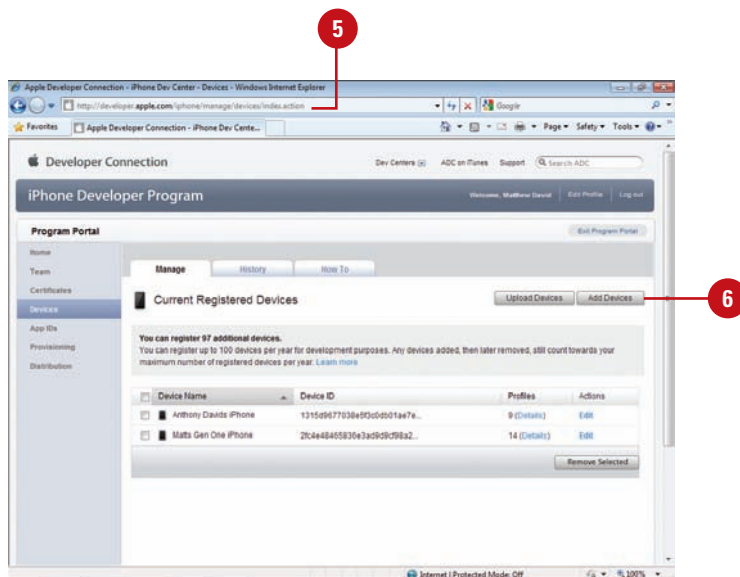 5
Apple Developer Connection - iPhone Dev Center - Devices - Windows Internet Explorer
http://developer.apple.com/iphone/manage/devices/index.action
Google
Favorites
Apple Developer Connection - iPhone Dev Cente...
Page
Safety
Tools
Developer Connection
Dev Centers
ADC on iTunes
Support
Search ADC
iPhone Developer Program
Welcome, Matthew David
Edit Profile
Log out
Program Portal
Exit Program Portal
Home
Team
Certificates
Devices
App IDs
Provisioning
Distribution
Manage
History
How To
Current Registered Devices
Upload Devices
Add Devices
6
You can register 97 additional devices.
You can register up to 100 devices per year for development purposes. Any devices added, then later removed, still count towards your
maximum number of registered devices per year. Learn more
Device Name
Device ID
Profiles
Actions
Anthony Davids iPhone
9 (Details)
Edit
Matts Gen One iPhone
14 (Details)
Edit
Remove Selected
Internet | Protected Mode: Off
100%